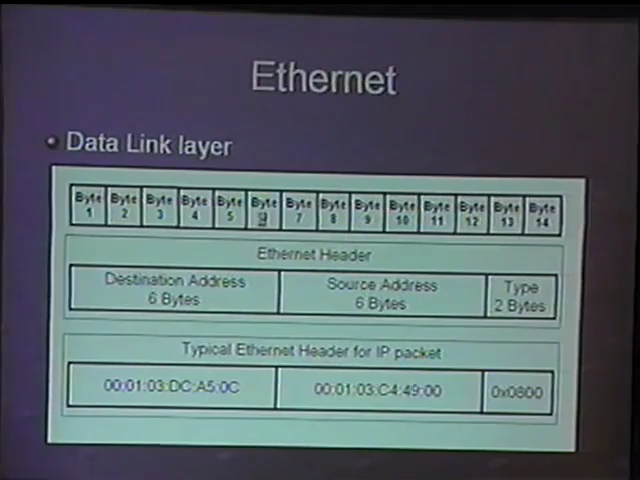 Ethernet
Data Link layer
Byte Byte Byte Byte Byte Byte Byte Byte Byte Byte Byte Byte Byte Byte
1 2 3 4 5 6 7 8 9 10 11 12 13 14
Ethernet Header
Destination Address Source Address Type
6 Bytes 6 Bytes 2 Bytes
Typical Ethernet Header for IP packet
00:01:03:DC:A5:0C 00:01:03:C4:49:00 0x0800